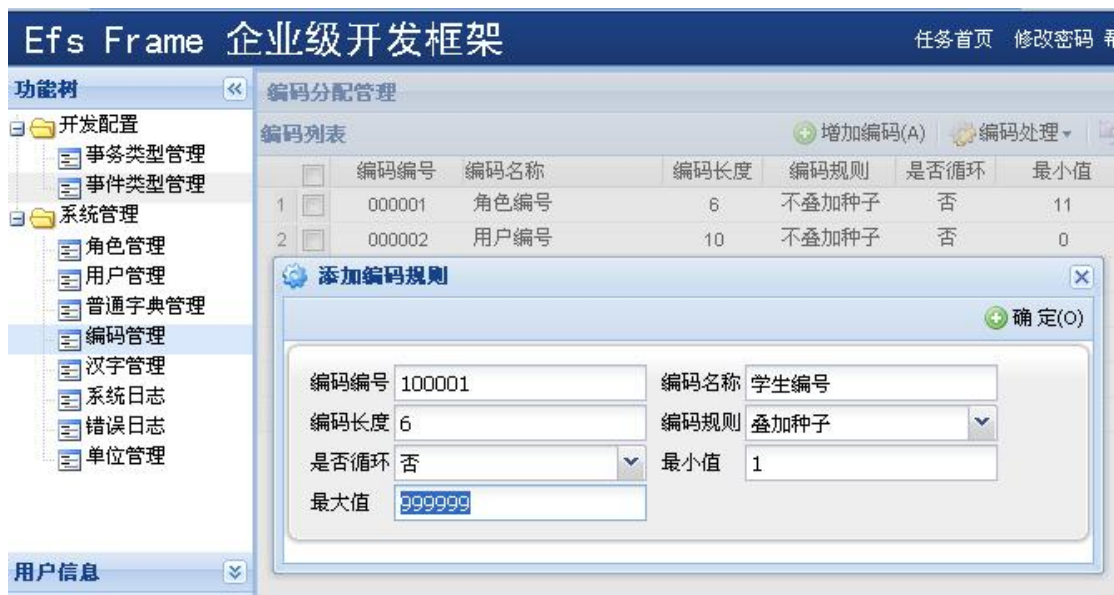 Efs Frame 企业级开发框架
任务首页 修改密码
功能树
开发配置
事务类型管理
事件类型管理
系统管理
角色管理
用户管理
普通字典管理
编码管理
汉字管理
系统日志
错误日志
单位管理
用户信息
编码分配管理
编码列表 增加编码(A) 编码处理
编码编号 编码名称 编码长度 编码规则 是否循环 最小值
1 000001 角色编号 6 不叠加种子 否 11
2 000002 用户编号 10 不叠加种子 否 0
添加编码规则
确 定(O)
编码编号 100001 编码名称 学生编号
编码长度 6 编码规则 叠加种子
是否循环 否 最小值 1
最大值 999999